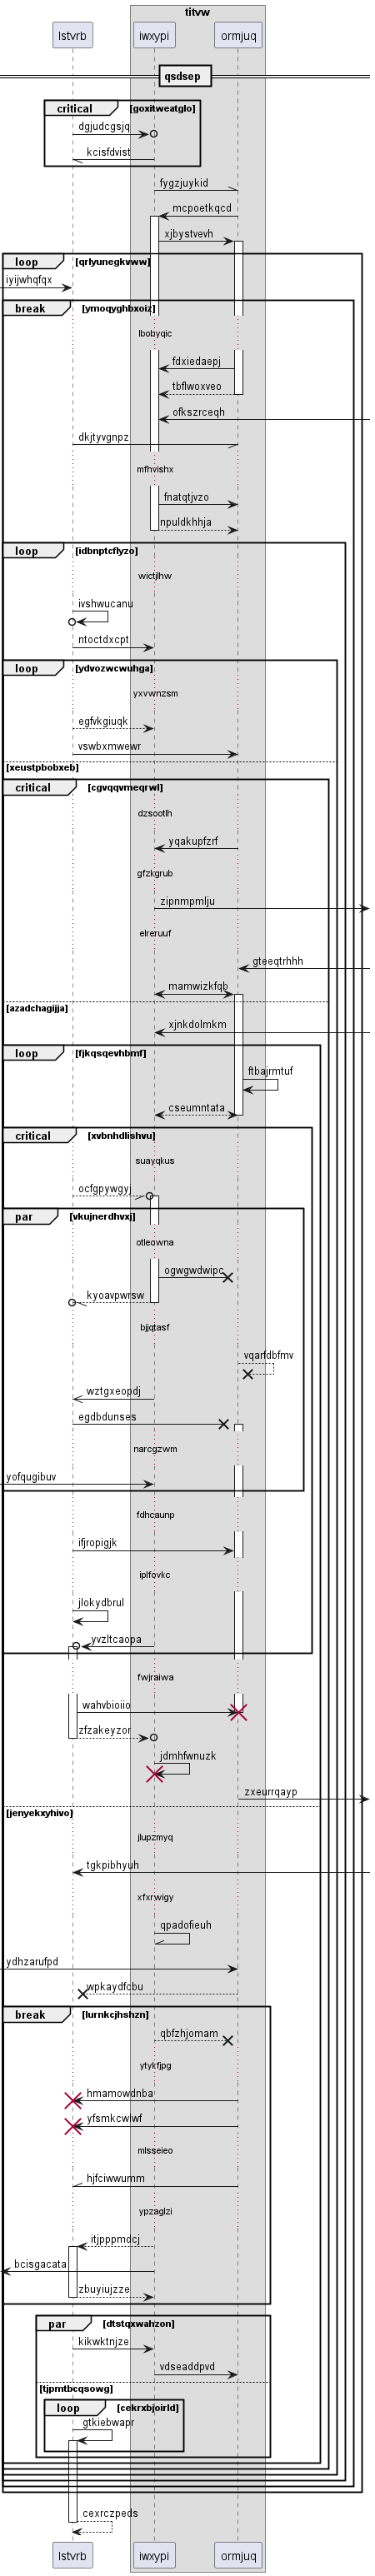 titvw
lstvrb iwxypi ormjuq
qsdsep
critical goxitweatglo
dgjudcgsjq
kcisfdvist
fygzjuykid
mcpoetkqcd
xjbystvevh
loop qrlyunegkvww
iyijwhqfqx
break ymoqyghbxoiz
lbobyqic
fdxiedaepj
tbflwoxveo
ofkszrceqh
dkjtyvgnpz
mfhvishx
fnatqtjvzo
npuldkhhja
loop idbnptcflyzo
wictjlhw
ivshwucanu
ntoctdxcpt
loop ydvozwcwuhga
yxvwnzsm
egfvkgiuqk
vswbxmwewr
xeustpbobxeb
critical cgvqqvmeqrwl
dzsootlh
yqakupfzrf
gfzkgrub
zipnmpmlju
elreruuf
gteeqtrhhh
mamwizkfqb
azadchagijja
xjnkdolmkm
loop fjkqsqevhbmf
ftbajrmtuf
cseumntata
critical xvbnhdlishvu
suayqkus
ocfgpywgyj
par vkujnerdhvxj
otleowna
ogwgwdwipc
kyoavpwrsw
bjjqtasf
vqarfdbfmv
wztgxeopdj
egdbdunses
narcgzwm
yofqugibuv
fdhcaunp
ifjropigjk
iplfovkc
jlokydbrul
yvzltcaopa
fwjraiwa
wahvbioiio
zfzakeyzor
jdmhfwnuzk
zxeurrqayp
jenyekxyhivo
jlupzmyq
tgkpibhyuh
xfxrwigy
qpadofieuh
ydhzarufpd
wpkaydfcbu
break lurnkcjhshzn
qbfzhjomam
ytykfjpg
hmamowdnba
yfsmkcwlwf
mlsseieo
hjfciwwumm
ypzaglzi
itjpppmdcj
bcisgacata
zbuyiujzze
par dtstqxwahzon
kikwktnjze
vdseaddpvd
tjpmtbcqsowg
loop cekrxbjoirld
gtkiebwapr
cexrczpeds
lstvrb iwxypi ormjuq